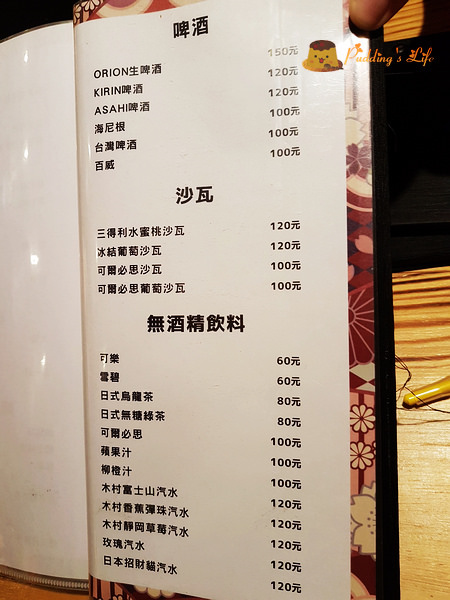 Pudding's Life
啤酒
ORION生啤酒 150元
KIRIN啤酒 120元
ASAHI啤酒 120元
海尼根 100元
台灣啤酒 100元
百威 100元
沙瓦
三得利水蜜桃沙瓦 120元
冰結葡萄沙瓦 120元
可爾必思沙瓦 100元
可爾必思葡萄沙瓦 100元
無酒精飲料
可樂 60元
雪碧 60元
日式烏龍茶 80元
日式無糖綠茶 80元
可爾必思 100元
蘋果汁 100元
柳橙汁 100元
木村富士山汽水 120元
木村香蕉彈珠汽水 120元
木村靜岡草莓汽水 120元
玫瑰汽水 120元
日本招財貓汽水 120元